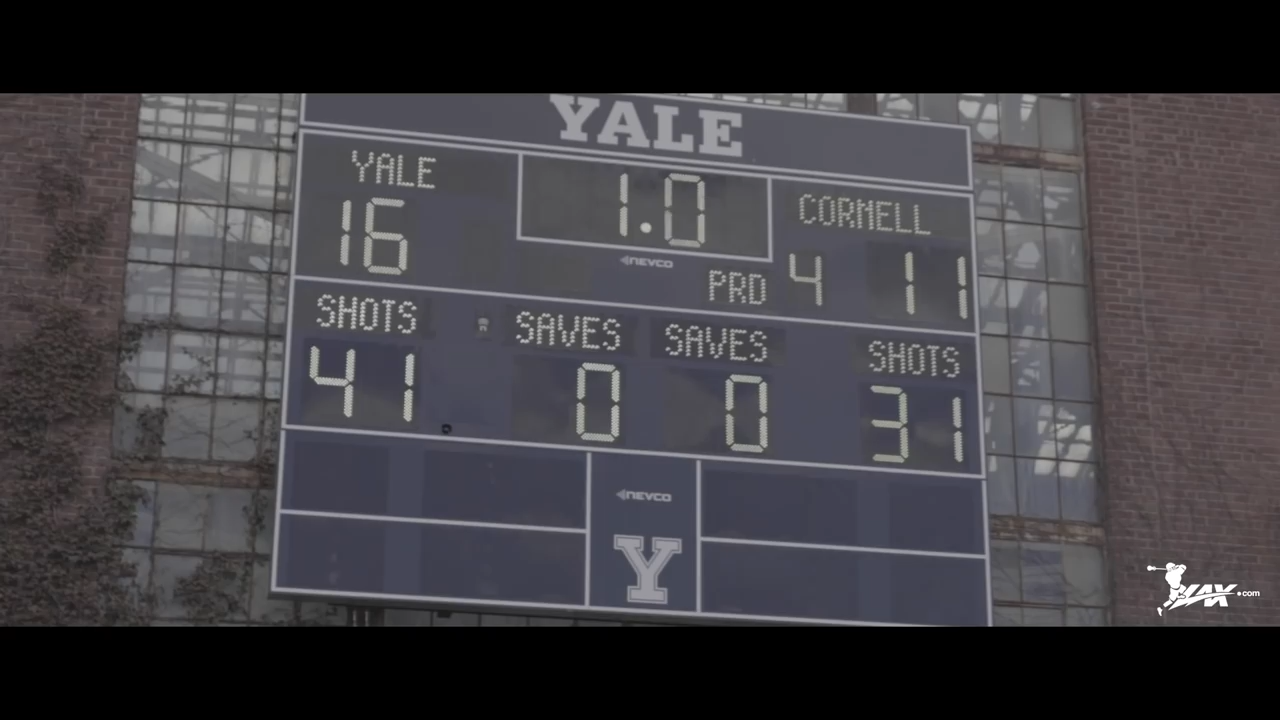 YALE
YALE 1.0 CORNELL
16 NEVCO PRD 4 11
SHOTS SAVES SAVES SHOTS
41 0 0 31
NEVCO
Y
LAX.com